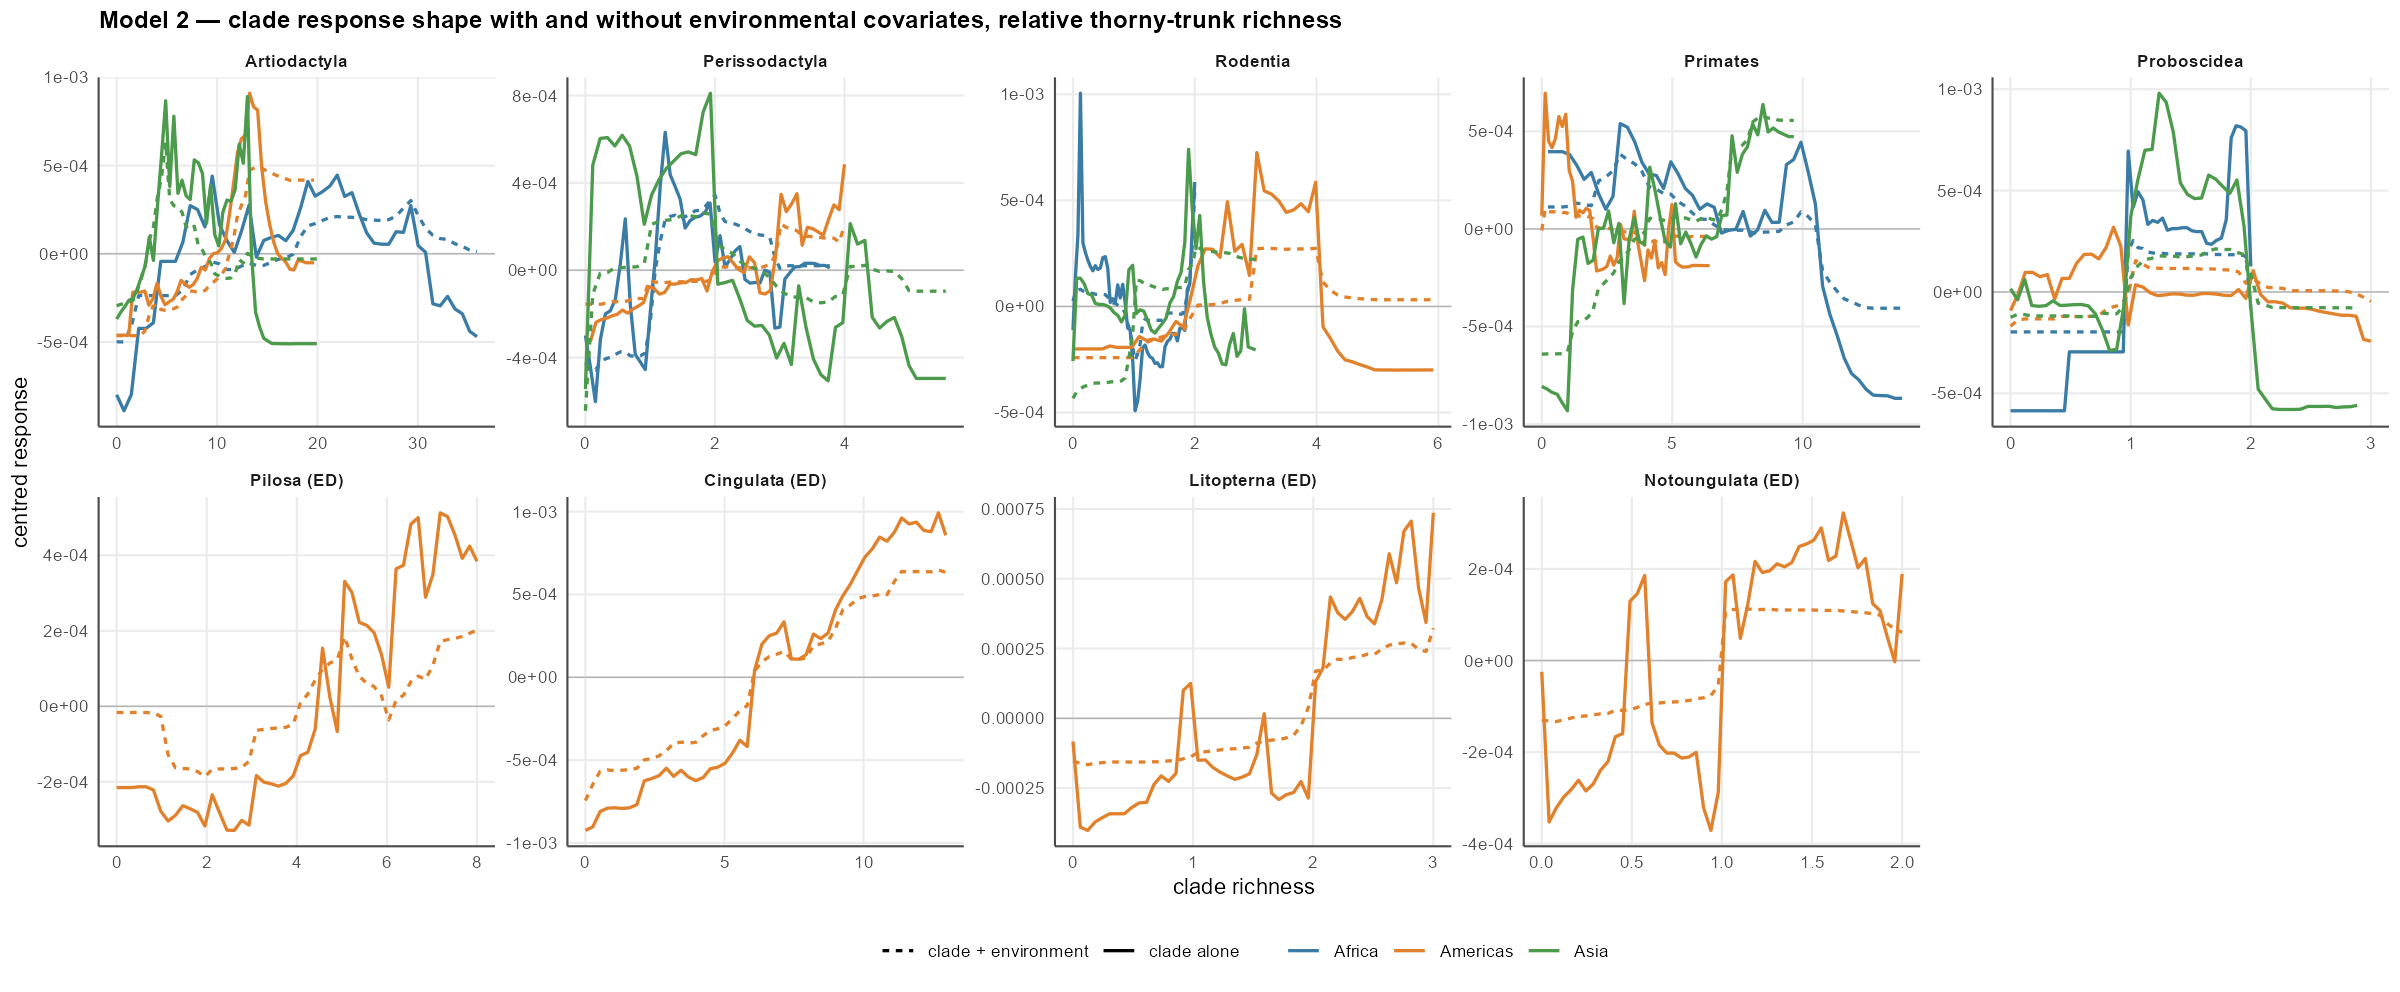 Model 2 — clade response shape with and without environmental covariates, relative thorny-trunk richness
Artiodactyla
Perissodactyla
Rodentia
Primates
Proboscidea
1e-03
5e-04
0e+00
-5e-04
0
10
20
30
8e-04
4e-04
0e+00
-4e-04
0
2
4
1e-03
5e-04
0e+00
-5e-04
0
2
4
6
5e-04
0e+00
-5e-04
-1e-03
0
5
10
1e-03
5e-04
0e+00
-5e-04
0
1
2
3
centred response
Pilosa (ED)
Cingulata (ED)
Litopterna (ED)
Notoungulata (ED)
4e-04
2e-04
0e+00
-2e-04
0
2
4
6
8
1e-03
5e-04
0e+00
-5e-04
-1e-03
0
5
10
0.00075
0.00050
0.00025
0.00000
-0.00025
0
1
2
3
2e-04
0e+00
-2e-04
-4e-04
0.0
0.5
1.0
1.5
2.0
clade richness
clade + environment
clade alone
Africa
Americas
Asia